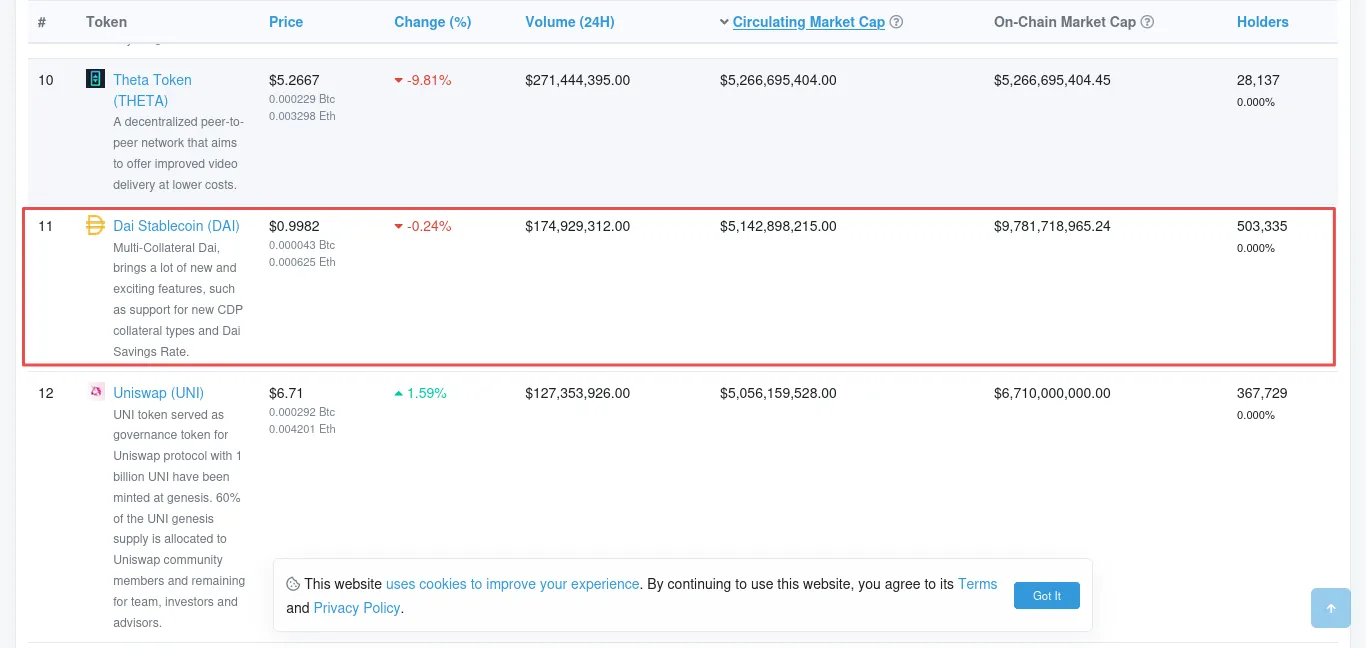 # Token Price Change (%) Volume (24H) Circulating Market Cap On-Chain Market Cap Holders
10 Theta Token $5.2667 -9.81% $271,444,395.00 $5,266,695,404.00 $5,266,695,404.45 28,137
(THETA) 0.000229 Btc 0.000%
A decentralized peer-to- 0.003298 Eth
peer network that aims
to offer improved video
delivery at lower costs.
11 Dai Stablecoin (DAI) $0.9982 -0.24% $174,929,312.00 $5,142,898,215.00 $9,781,718,965.24 503,335
Multi-Collateral Dai, 0.000043 Btc 0.000%
brings a lot of new and 0.000625 Eth
exciting features, such
as support for new CDP
collateral types and Dai
Savings Rate.
12 Uniswap (UNI) $6.71 1.59% $127,353,926.00 $5,056,159,528.00 $6,710,000,000.00 367,729
UNI token served as 0.000292 Btc 0.000%
governance token for 0.004201 Eth
Uniswap protocol with 1
billion UNI have been
minted at genesis. 60%
of the UNI genesis
supply is allocated to
Uniswap community
members and remaining
for team, investors and
advisors.
This website uses cookies to improve your experience. By continuing to use this website, you agree to its Terms
and Privacy Policy.
Got It